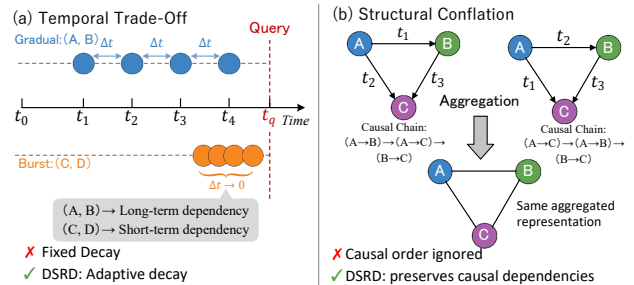 (a) Temporal Trade-Off
Gradual:(A, B)
Δt
Δt
Δt
Query
t0
t1
t2
t3
t4
tq
Time
Burst:(C, D)
Δt → 0
(A, B)→ Long-term dependency
(C, D)→ Short-term dependency
✗ Fixed Decay
✓ DSRD: Adaptive decay
(b) Structural Conflation
A
t1
B
t2
t3
C
Causal Chain:
(A→B)→(A→C)→
(B→C)
A
t2
B
t1
t3
C
Causal Chain:
(A→C)→(A→B)→
(B→C)
Aggregation
A
B
C
Same aggregated
representation
✗ Causal order ignored
✓ DSRD: preserves causal dependencies